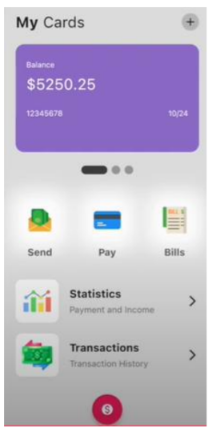 My Cards
Balance
$5250.25
12345678 10/24
Send Pay Bills
Statistics
Payment and Income
Transactions
Transaction History